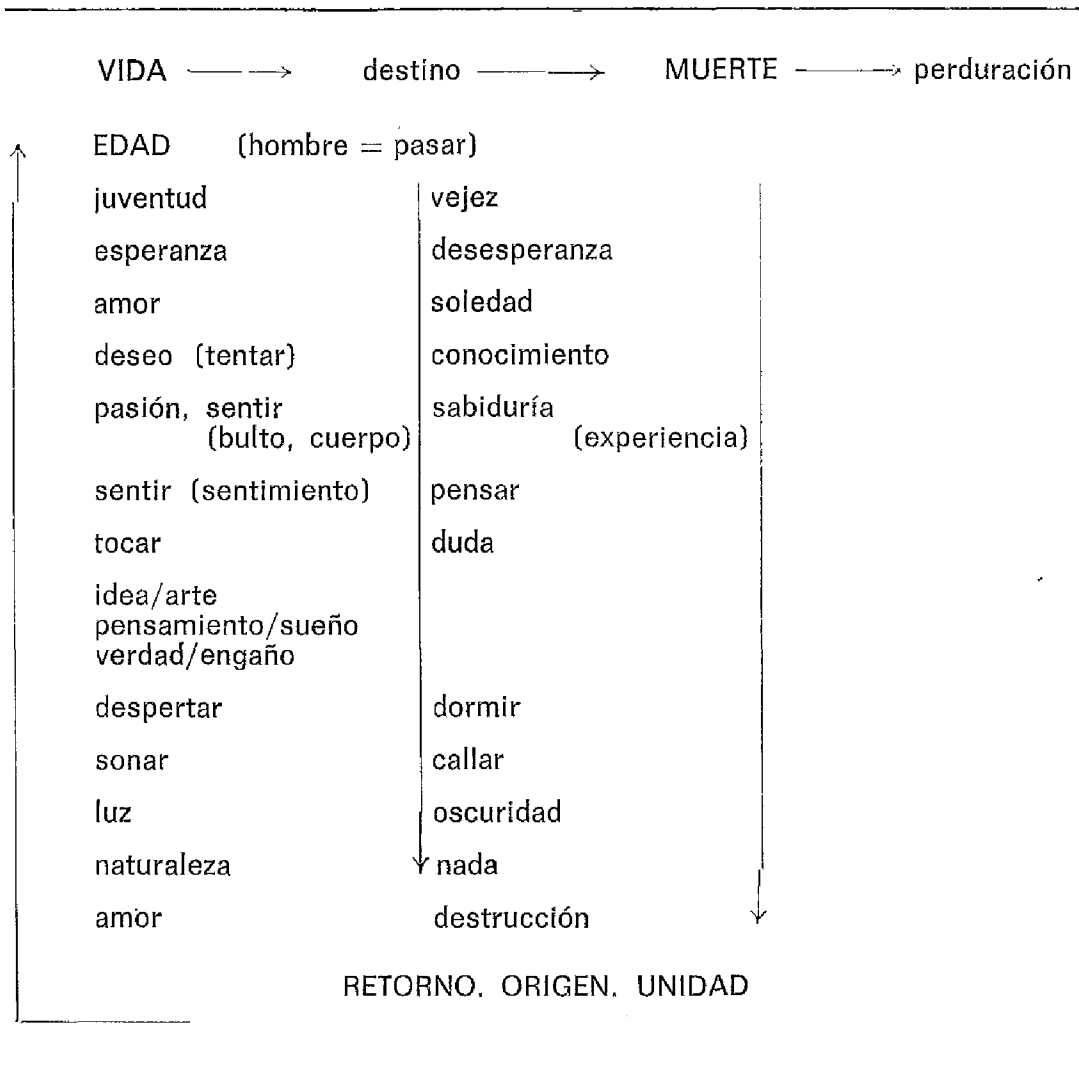 VIDA → destino → MUERTE → perduración
EDAD (hombre = pasar)
juventud vejez
esperanza desesperanza
amor soledad
deseo (tentar) conocimiento
pasión, sentir sabiduría
(bulto, cuerpo) (experiencia)
sentir (sentimiento) pensar
tocar duda
idea/arte
pensamiento/sueño
verdad/engaño
despertar dormir
sonar callar
luz oscuridad
naturaleza nada
amor destrucción
RETORNO. ORIGEN. UNIDAD